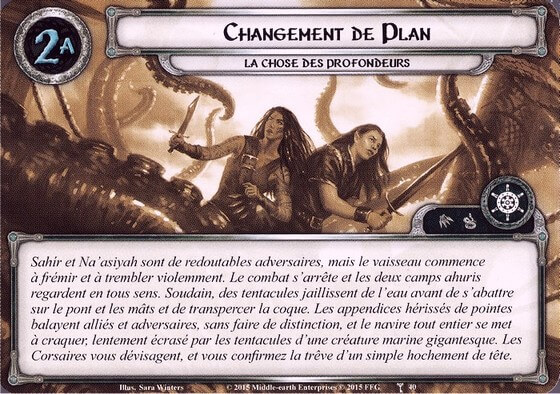 2A
CHANGEMENT DE PLAN
LA CHOSE DES PROFONDEURS
Sahír et Na'asiyah sont de redoutables adversaires, mais le vaisseau commence
à frémir et à trembler violemment. Le combat s'arrête et les deux camps ahuris
regardent en tous sens. Soudain, des tentacules jaillissent de l'eau avant de s'abattre
sur le pont et les mâts et de transpercer la coque. Les appendices hérissés de pointes
balayent alliés et adversaires, sans faire de distinction, et le navire tout entier se met
à craquer, lentement écrasé par les tentacules d'une créature marine gigantesque. Les
Corsaires vous dévisagent, et vous confirmez la trêve d'un simple hochement de tête.
Illus. Sara Winters © 2015 Middle-earth Enterprises © 2015 FFG. 40